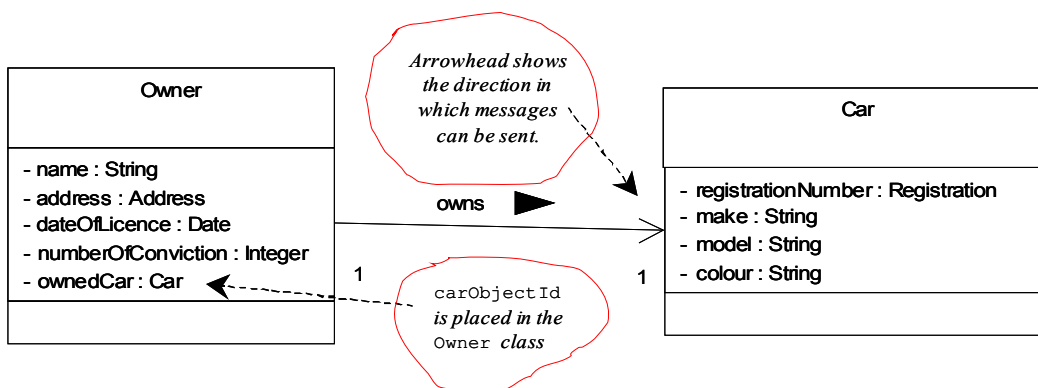 Owner
- name : String
- address : Address
- dateOfLicence : Date
- numberOfConviction : Integer
- ownedCar : Car
Arrowhead shows
the direction in
which messages
can be sent.
owns
1
1
carObjectId
is placed in the
Owner class
Car
- registrationNumber : Registration
- make : String
- model : String
- colour : String